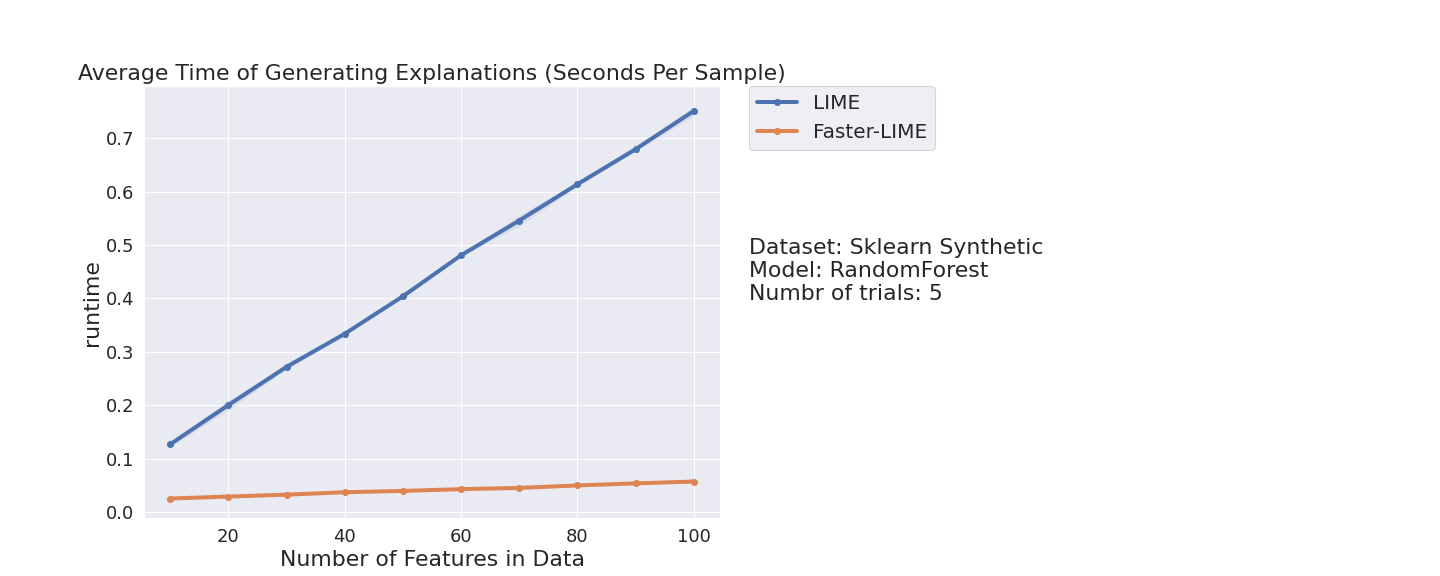 Average Time of Generating Explanations (Seconds Per Sample)
LIME
Faster-LIME
0.7
0.6
0.5
0.4
0.3
0.2
0.1
0.0
runtime
20 40 60 80 100
Number of Features in Data
Dataset: Sklearn Synthetic
Model: RandomForest
Numbr of trials: 5